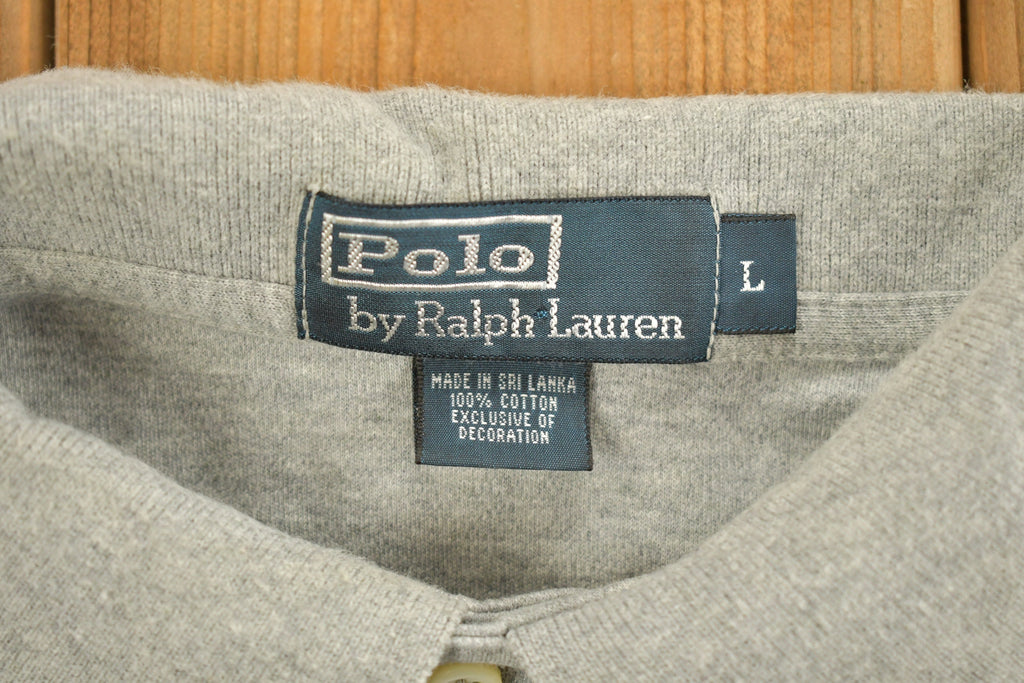 Polo
by Ralph Lauren
L
MADE IN SRI LANKA
100% COTTON
EXCLUSIVE OF
DECORATION